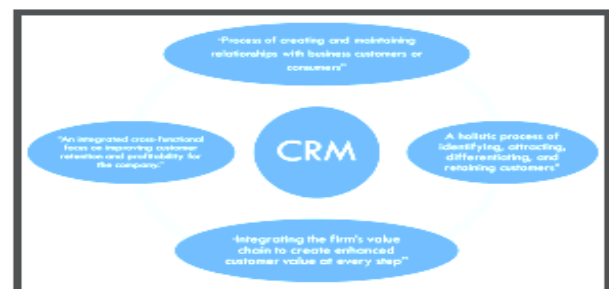 "Process of creating and maintaining
relationships with business customers or
consumers"
"An integrated cross-functional
focus on improving customer
retention and profitability for
the company."
CRM
A holistic process of
identifying, attracting,
differentiating, and
retaining customers"
"Integrating the firm's value
chain to create enhanced
customer value at every step"